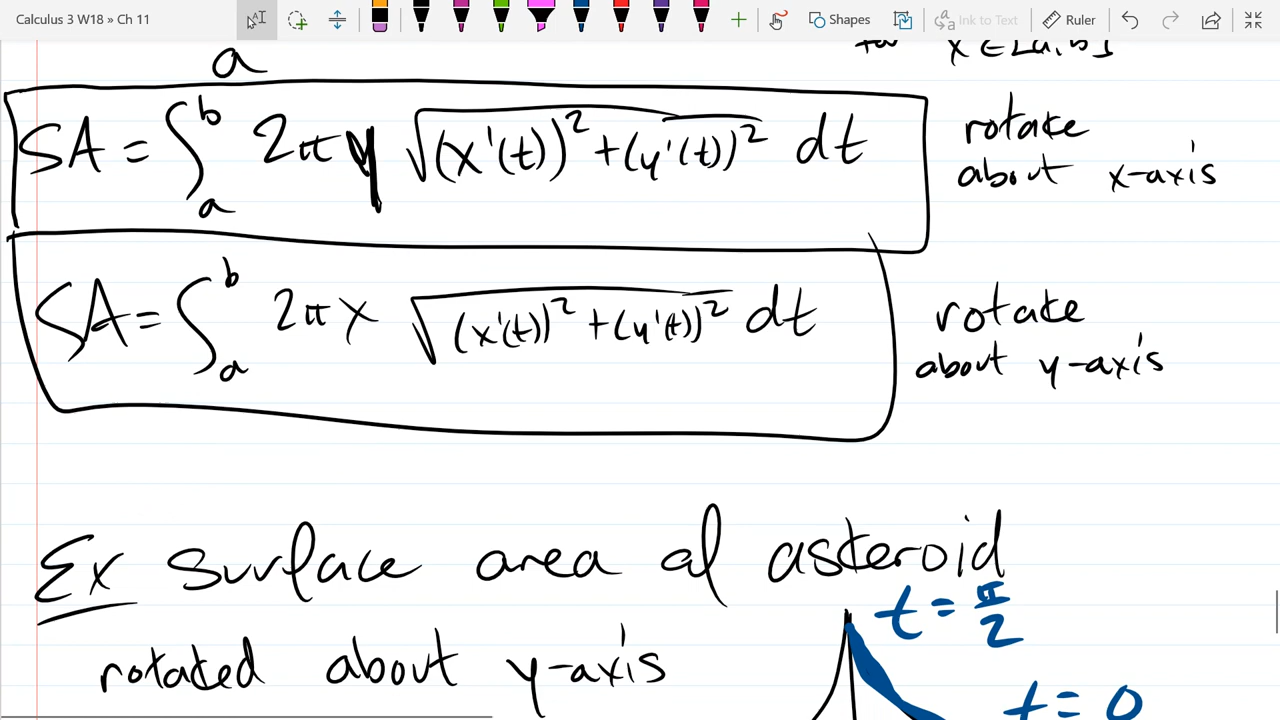 Calculus 3 W18 » Ch 11
Shapes
Ink to Text
Ruler
for x ∈ [a,b]
a
SA = ∫_a^b 2πy √((x'(t))² + (y'(t))²) dt
rotate
about x-axis
SA = ∫_a^b 2πx √((x'(t))² + (y'(t))²) dt
rotate
about y-axis
Ex surface area of asteroid
t = π/2
rotated about y-axis
t = 0